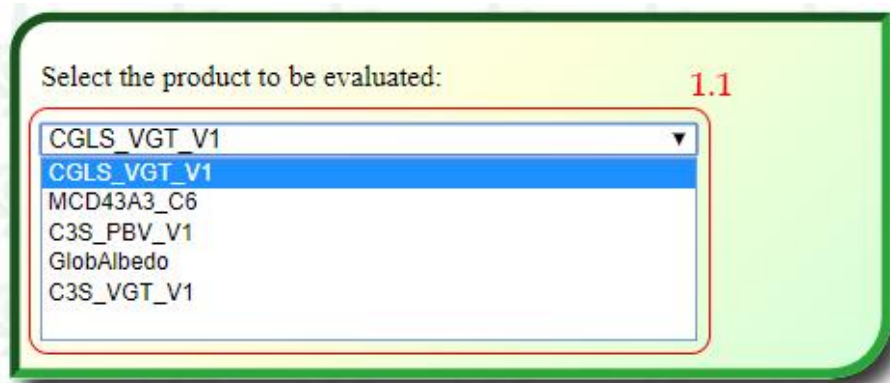 Select the product to be evaluated:
1.1
CGLS_VGT_V1
CGLS_VGT_V1
MCD43A3_C6
C3S_PBV_V1
GlobAlbedo
C3S_VGT_V1